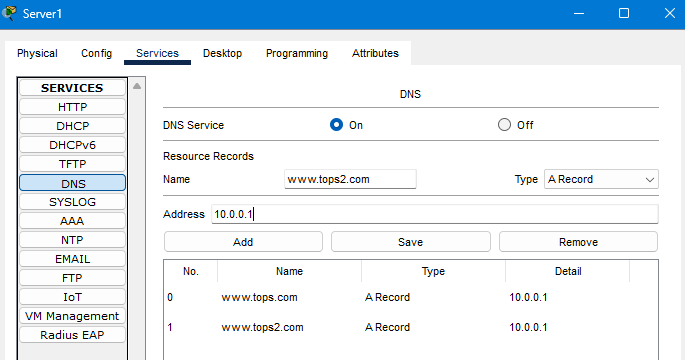 Server1
Physical Config Services Desktop Programming Attributes
SERVICES
HTTP
DHCP
DHCPv6
TFTP
DNS
SYSLOG
AAA
NTP
EMAIL
FTP
IoT
VM Management
Radius EAP
DNS
DNS Service On Off
Resource Records
Name www.tops2.com Type A Record
Address 10.0.0.1
Add Save Remove
No. Name Type Detail
0 www.tops.com A Record 10.0.0.1
1 www.tops2.com A Record 10.0.0.1